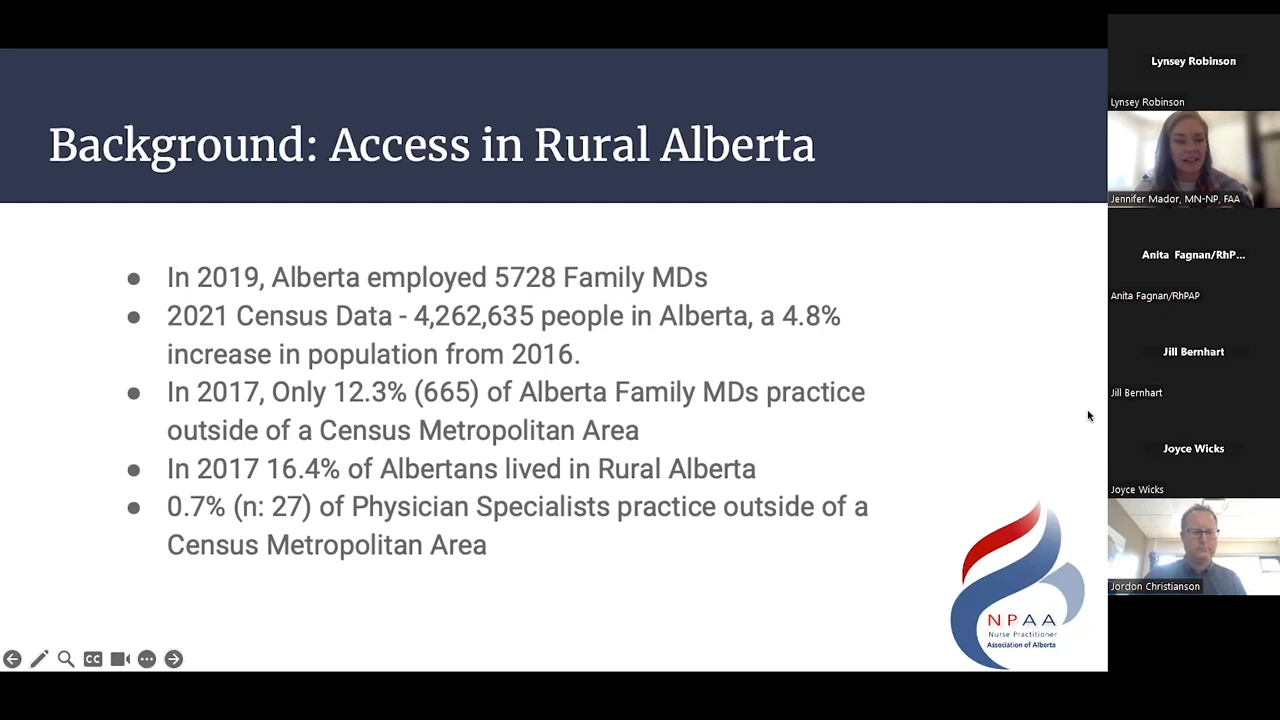 Background: Access in Rural Alberta
● In 2019, Alberta employed 5728 Family MDs
● 2021 Census Data - 4,262,635 people in Alberta, a 4.8%
increase in population from 2016.
● In 2017, Only 12.3% (665) of Alberta Family MDs practice
outside of a Census Metropolitan Area
● In 2017 16.4% of Albertans lived in Rural Alberta
● 0.7% (n: 27) of Physician Specialists practice outside of a
Census Metropolitan Area
NPAA
Nurse Practitioner
Association of Alberta
CC
Lynsey Robinson
Lynsey Robinson
Jennifer Mador, MN-NP, FAA
Anita Fagnan/RhP...
Anita Fagnan/RhPAP
Jill Bernhart
Jill Bernhart
Joyce Wicks
Joyce Wicks
Jordon Christianson